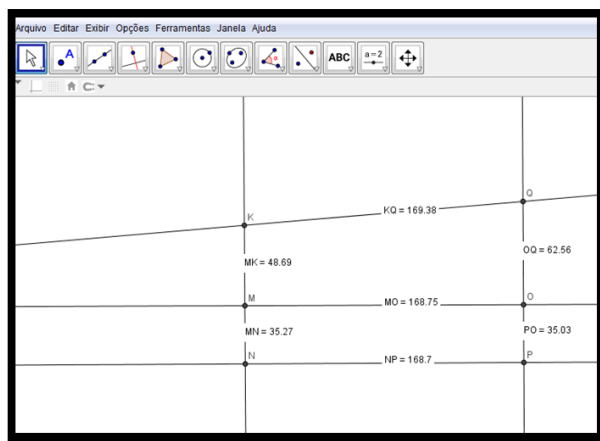 Arquivo Editar Exibir Opções Ferramentas Janela Ajuda
A α ABC a=2
Q
KQ = 169.38
K
OQ = 62.56
MK = 48.69
M MO = 168.75 O
MN = 35.27 PO = 35.03
N NP = 168.7 P